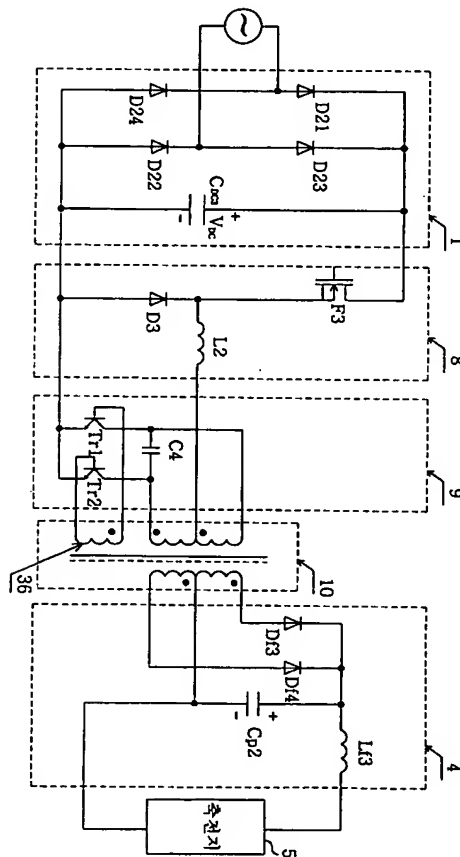 D24
D21
D22
D23
C_DC3
V_DC
+
-
1
F3
D3
L2
8
Tr1
Tr2
C4
9
36
10
Df3
Df4
Cp2
+
-
Lf3
4
축전지
5